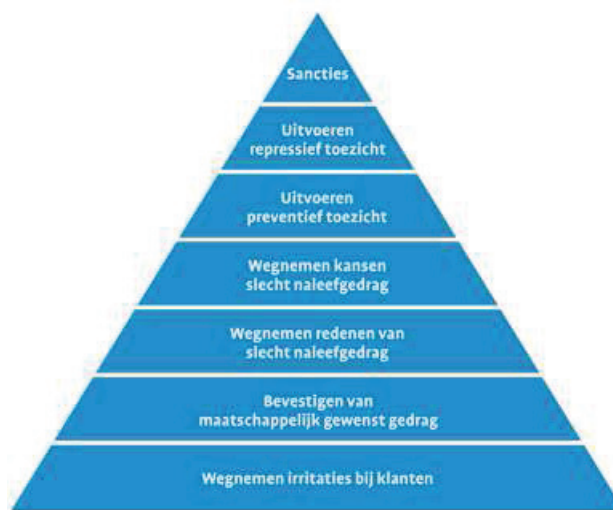 Sancties
Uitvoeren
repressief toezicht
Uitvoeren
preventief toezicht
Wegnemen kansen
slecht naleefgedrag
Wegnemen redenen van
slecht naleefgedrag
Bevestigen van
maatschappelijk gewenst gedrag
Wegnemen irritaties bij klanten